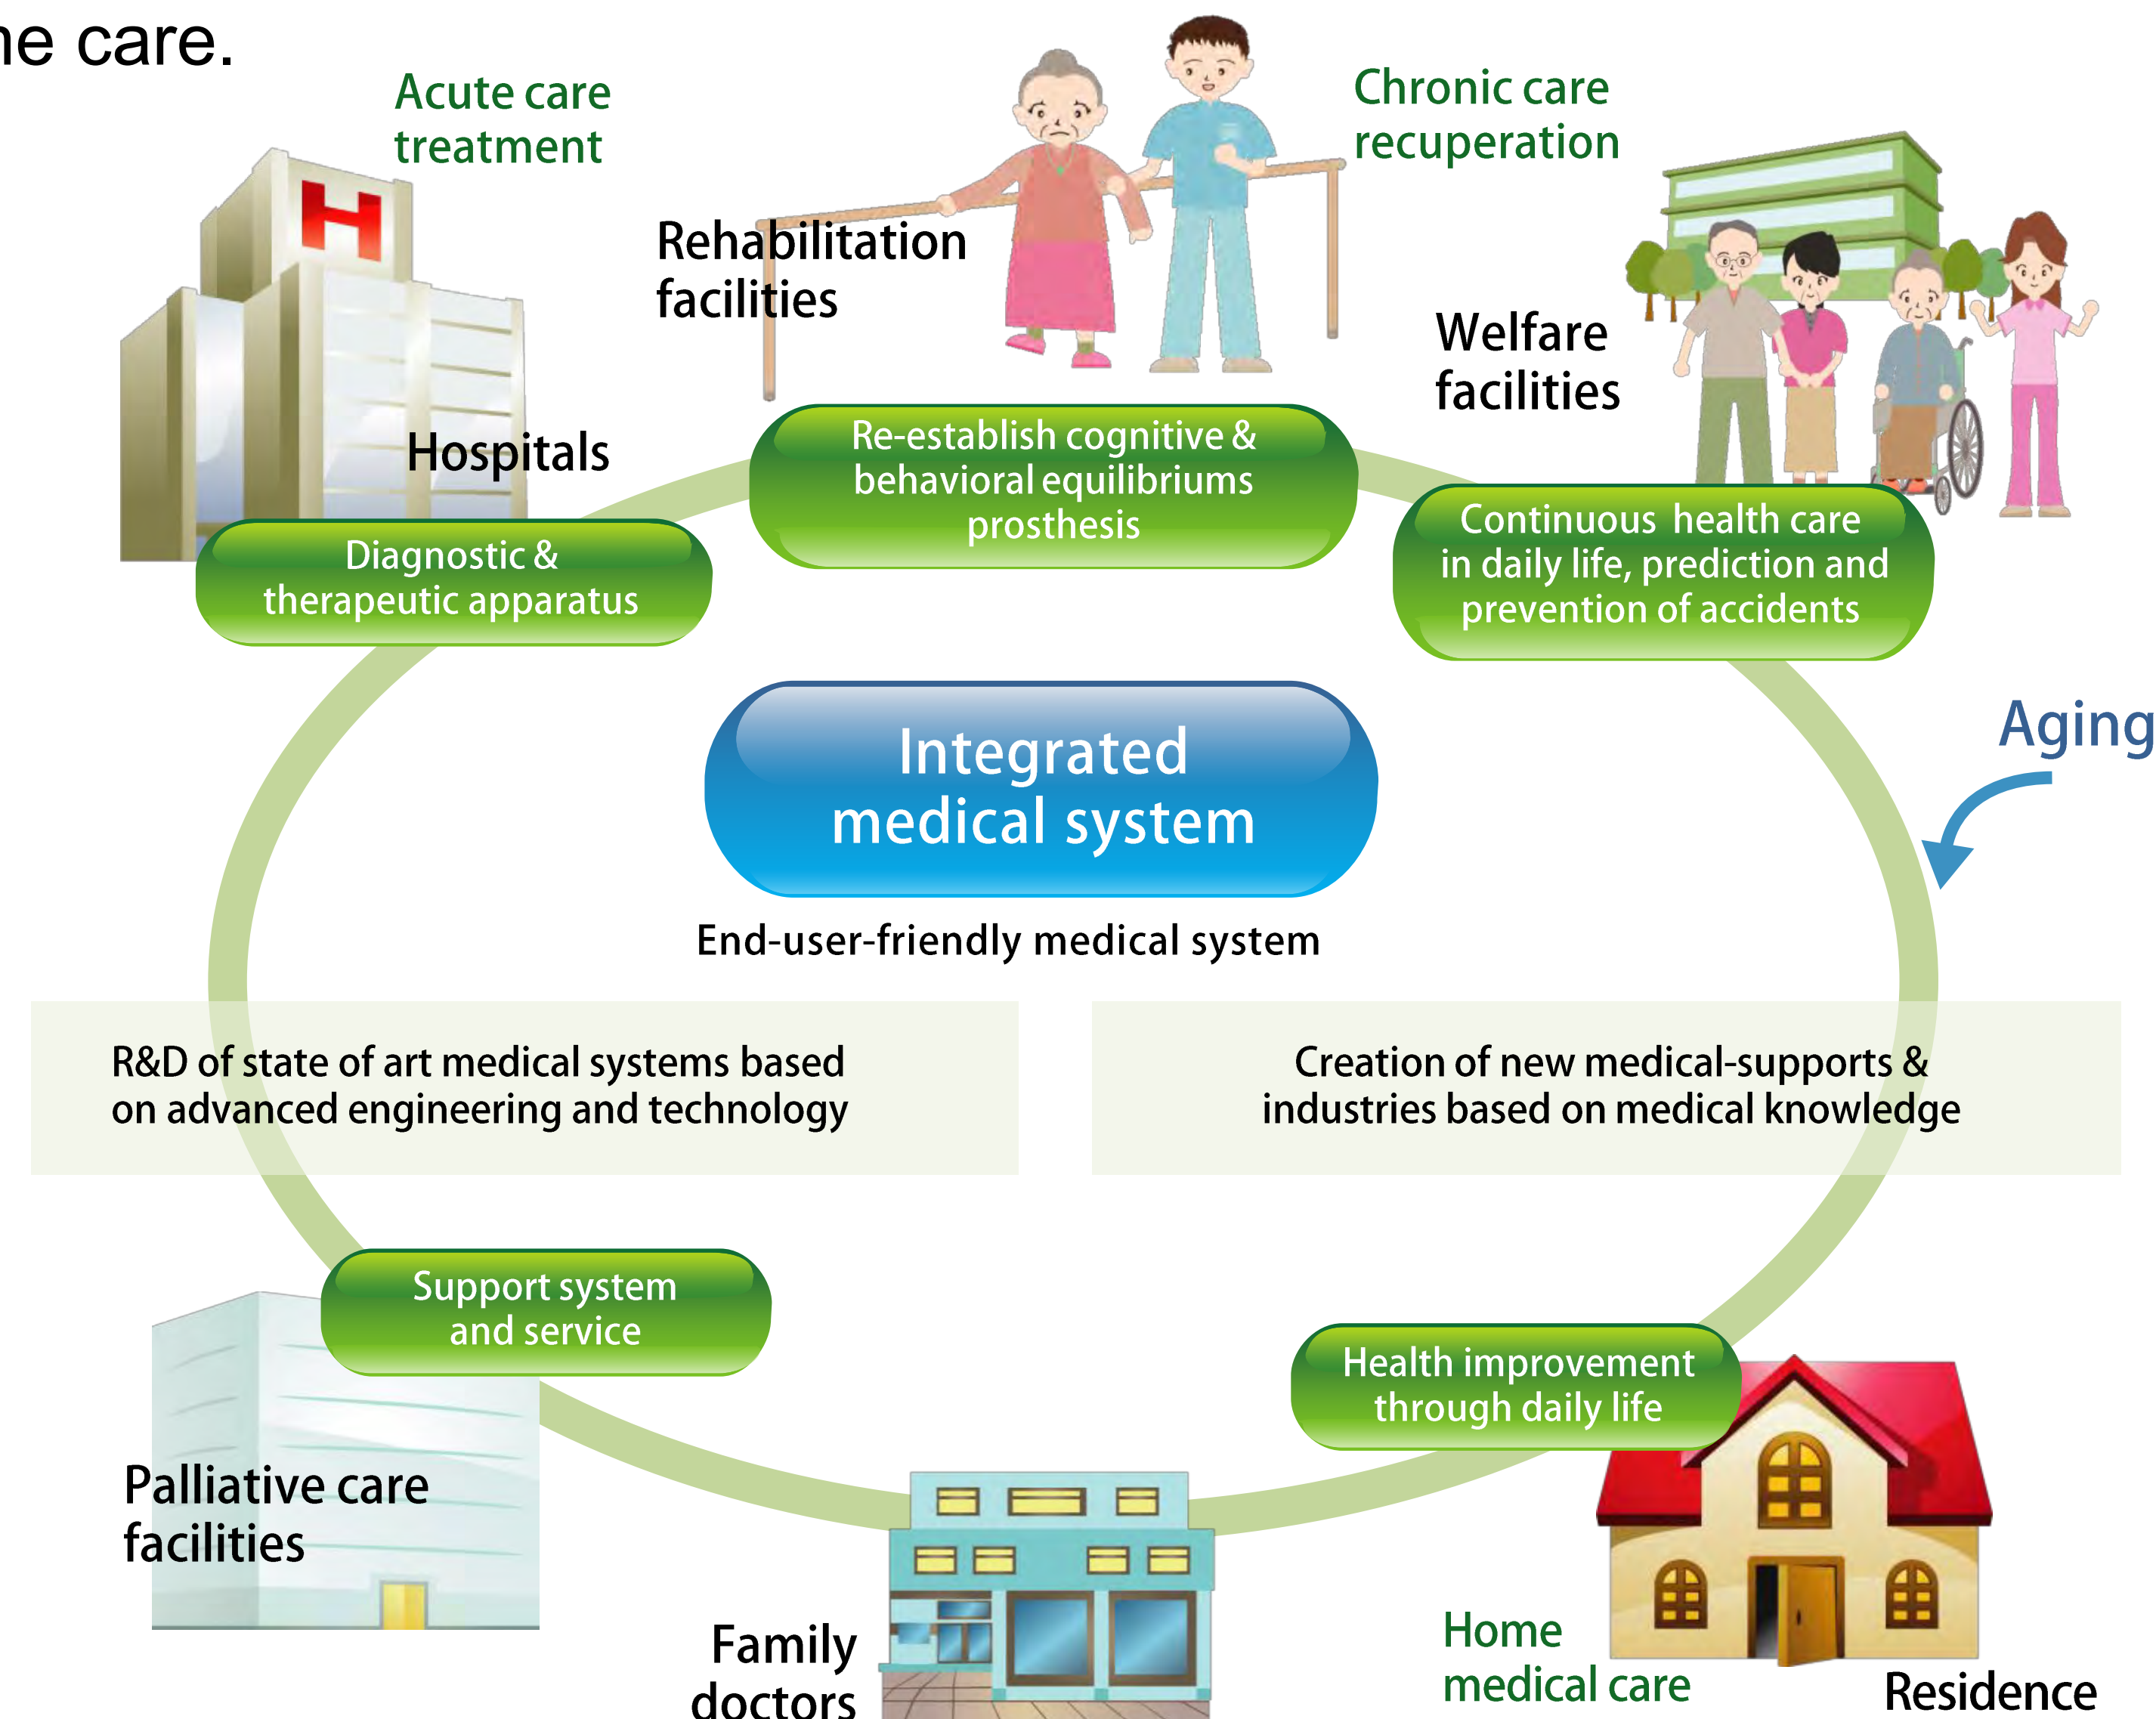 ne care.
Acute care
treatment
Chronic care
recuperation
Rehabilitation
facilities
H
Welfare
facilities
Hospitals
Re-establish cognitive &
behavioral equilibriums
prosthesis
Continuous health care
in daily life, prediction and
prevention of accidents
Diagnostic &
therapeutic apparatus
Aging
Integrated
medical system
End-user-friendly medical system
R&D of state of art medical systems based
on advanced engineering and technology
Creation of new medical-supports &
industries based on medical knowledge
Support system
and service
Health improvement
through daily life
Palliative care
facilities
Family
doctors
Home
medical care
Residence